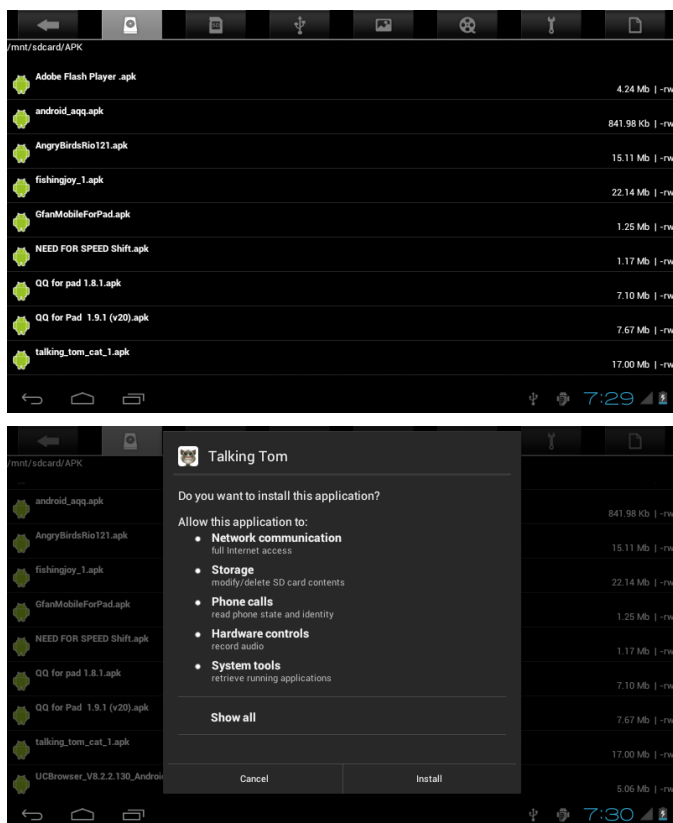 /mnt/sdcard/APK
Adobe Flash Player .apk
4.24 Mb | -rw
android_aqq.apk
841.98 Kb | -rw
AngryBirdsRio121.apk
15.11 Mb | -rw
fishingjoy_1.apk
22.14 Mb | -rw
GfanMobileForPad.apk
1.25 Mb | -rw
NEED FOR SPEED Shift.apk
1.17 Mb | -rw
QQ for pad 1.8.1.apk
7.10 Mb | -rw
QQ for Pad 1.9.1 (v20).apk
7.67 Mb | -rw
talking_tom_cat_1.apk
17.00 Mb | -rw
7:29
/mnt/sdcard/APK
Talking Tom
Do you want to install this application?
Allow this application to:
Network communication
full Internet access
Storage
modify/delete SD card contents
Phone calls
read phone state and identity
Hardware controls
record audio
System tools
retrieve running applications
Show all
Cancel
Install
android_aqq.apk
841.98 Kb | -rw
AngryBirdsRio121.apk
15.11 Mb | -rw
fishingjoy_1.apk
22.14 Mb | -rw
GfanMobileForPad.apk
1.25 Mb | -rw
NEED FOR SPEED Shift.apk
1.17 Mb | -rw
QQ for pad 1.8.1.apk
7.10 Mb | -rw
QQ for Pad 1.9.1 (v20).apk
7.67 Mb | -rw
talking_tom_cat_1.apk
17.00 Mb | -rw
UCBrowser_V8.2.2.130_Androi
5.06 Mb | -rw
7:30